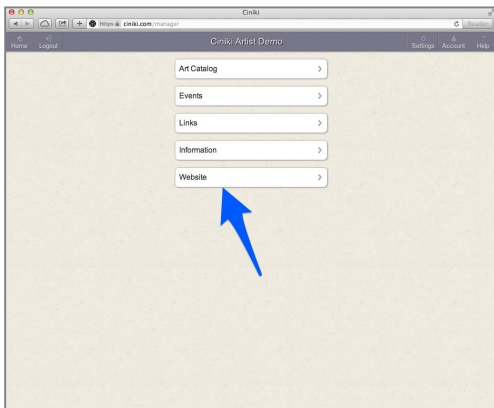 Ciniki
https ciniki.com/manager
Reader
Home Logout Ciniki Artist Demo Settings Account Help
Art Catalog
Events
Links
Information
Website